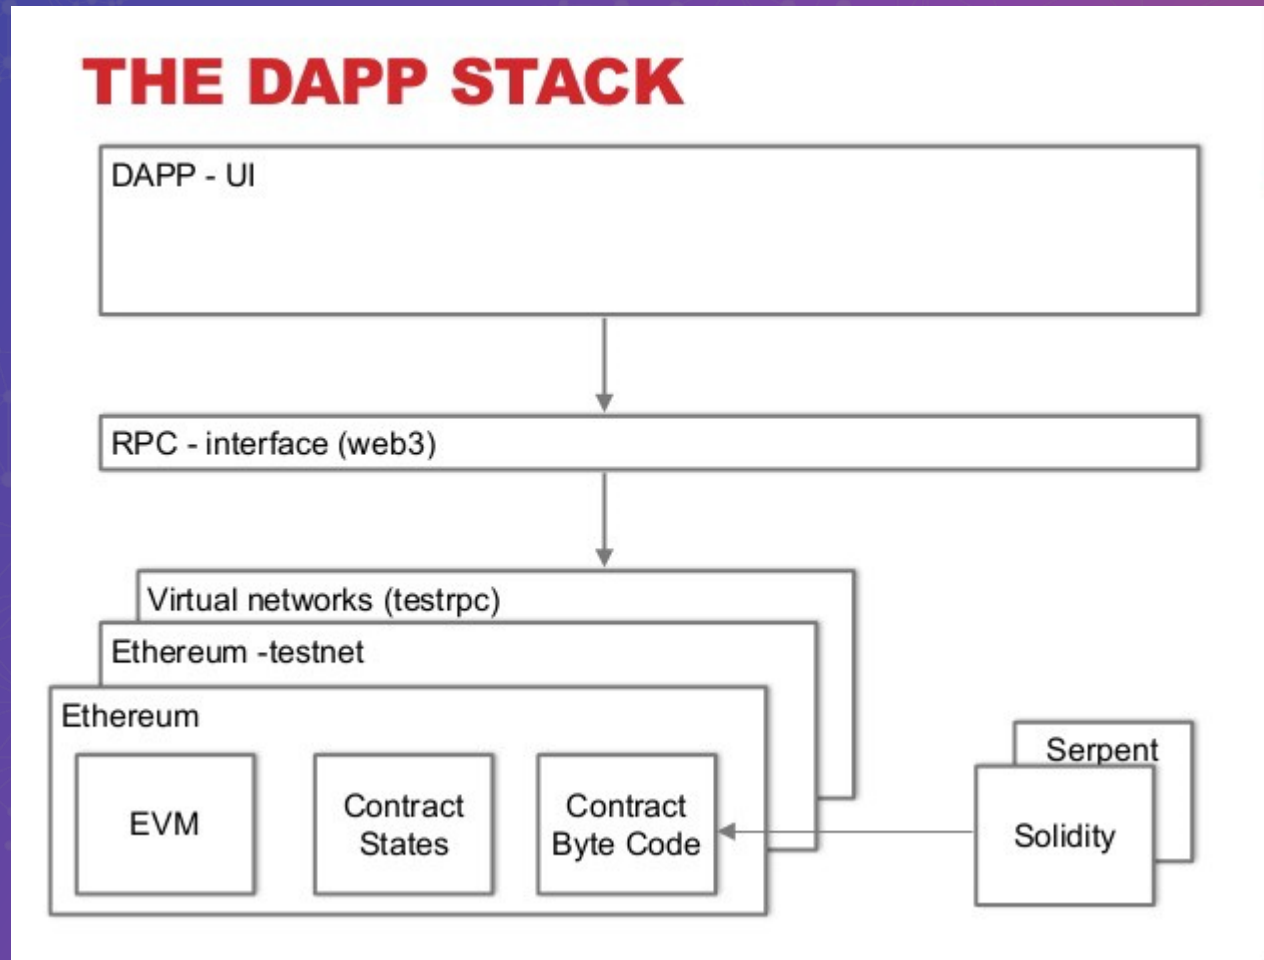 THE DAPP STACK
DAPP - UI
RPC - interface (web3)
Virtual networks (testrpc)
Ethereum -testnet
Ethereum
EVM
Contract
States
Contract
Byte Code
Serpent
Solidity